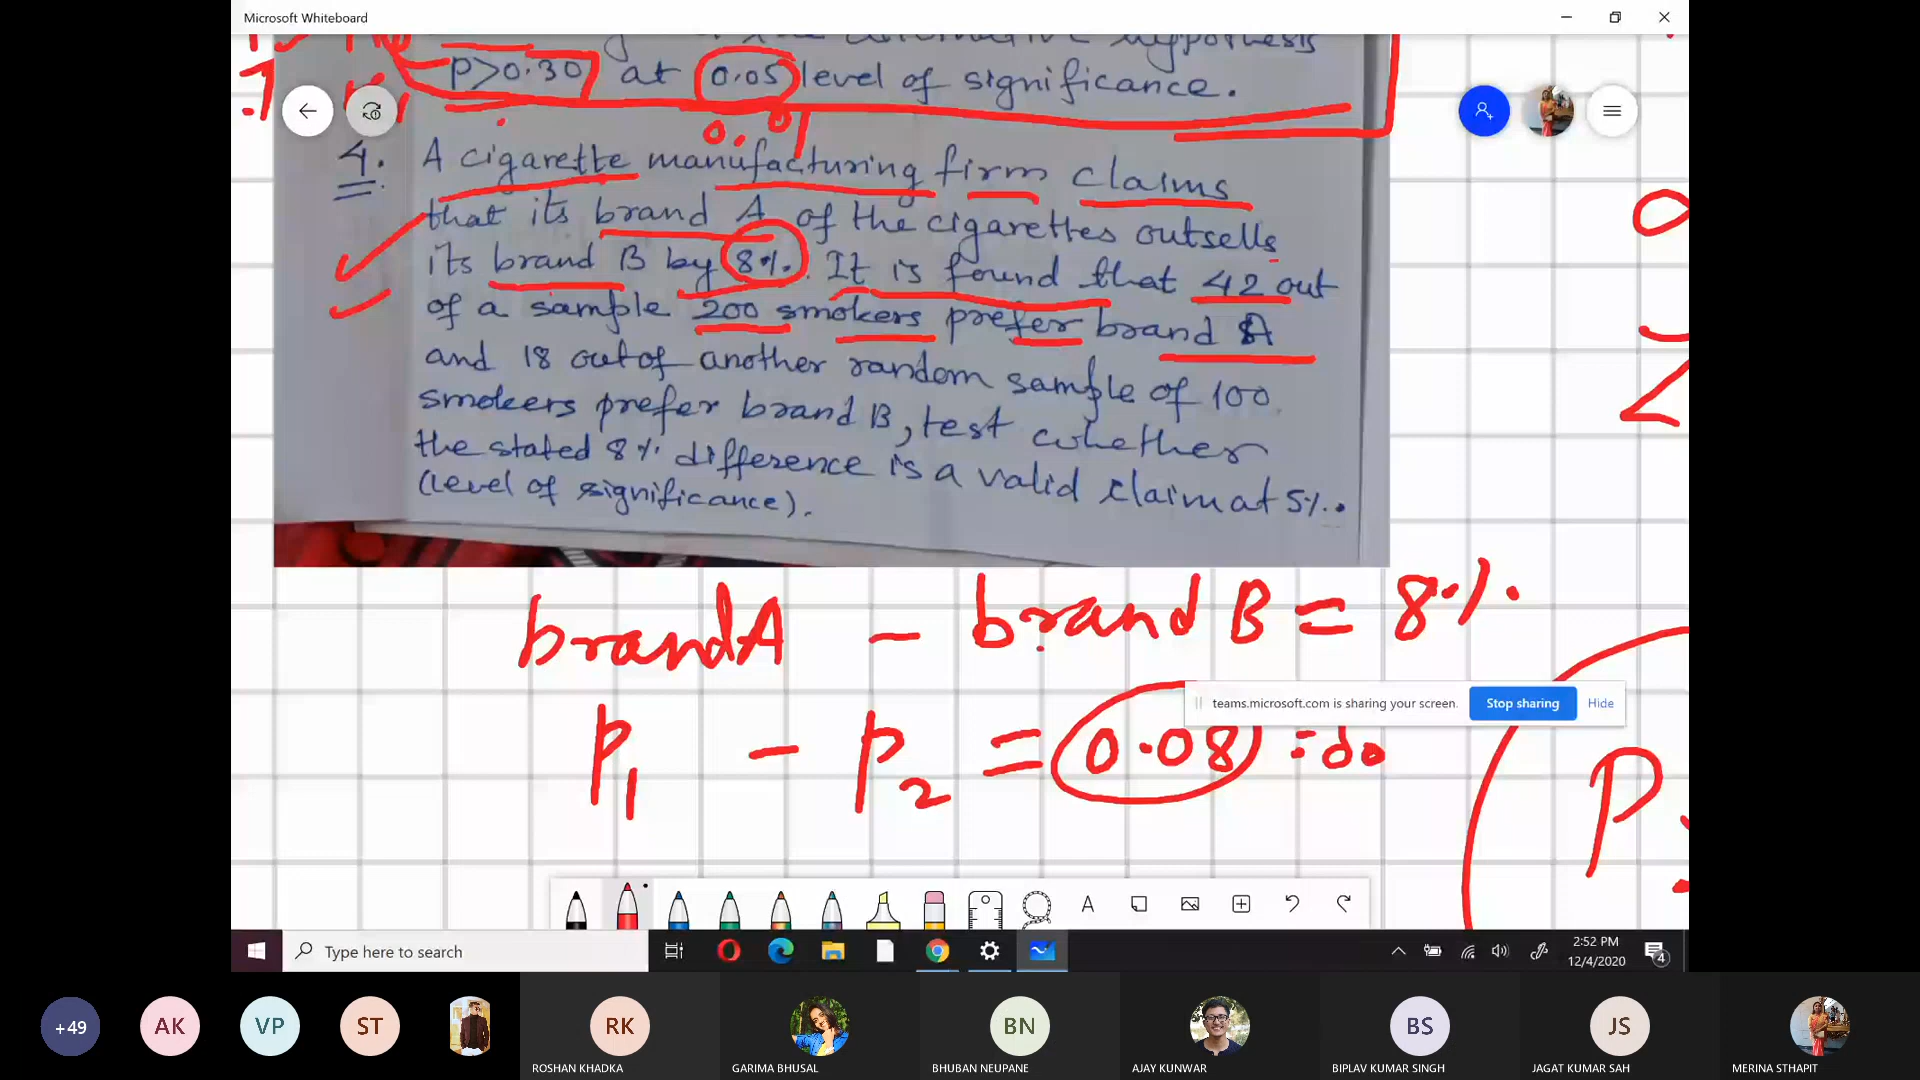 Microsoft Whiteboard
hypothesis
p>0.30 at 0.05 level of significance.
0.01
4. A cigarette manufacturing firm claims
that its brand A of the cigarettes outsells
its brand B by 8%. It is found that 42 out
of a sample 200 smokers prefer brand A
and 18 out of another random sample of 100
smokers prefer brand B, test whether
the stated 8% difference is a valid claim at 5%.
(level of significance).
brand A - brand B = 8%
teams.microsoft.com is sharing your screen. Stop sharing Hide
P1 - P2 = 0.08 = do
P
A
Type here to search
2:52 PM
12/4/2020
4
+49 AK VP ST RK BN BS JS
ROSHAN KHADKA GARIMA BHUSAL BHUBAN NEUPANE AJAY KUNWAR BIPLAV KUMAR SINGH JAGAT KUMAR SAH MERINA STHAPIT